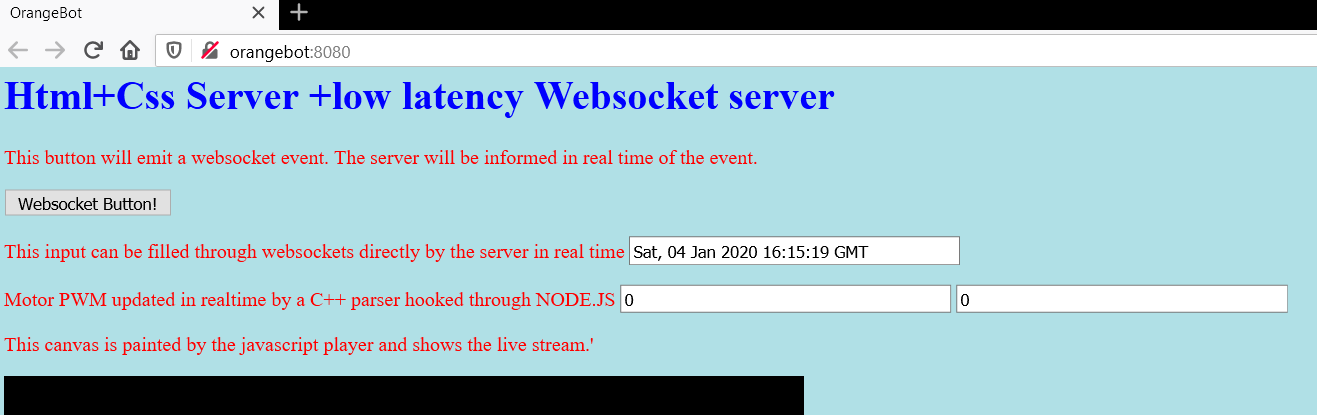 OrangeBot
orangebot:8080
Html+Css Server +low latency Websocket server
This button will emit a websocket event. The server will be informed in real time of the event.
Websocket Button!
This input can be filled through websockets directly by the server in real time Sat, 04 Jan 2020 16:15:19 GMT
Motor PWM updated in realtime by a C++ parser hooked through NODE.JS 0 0
This canvas is painted by the javascript player and shows the live stream.'